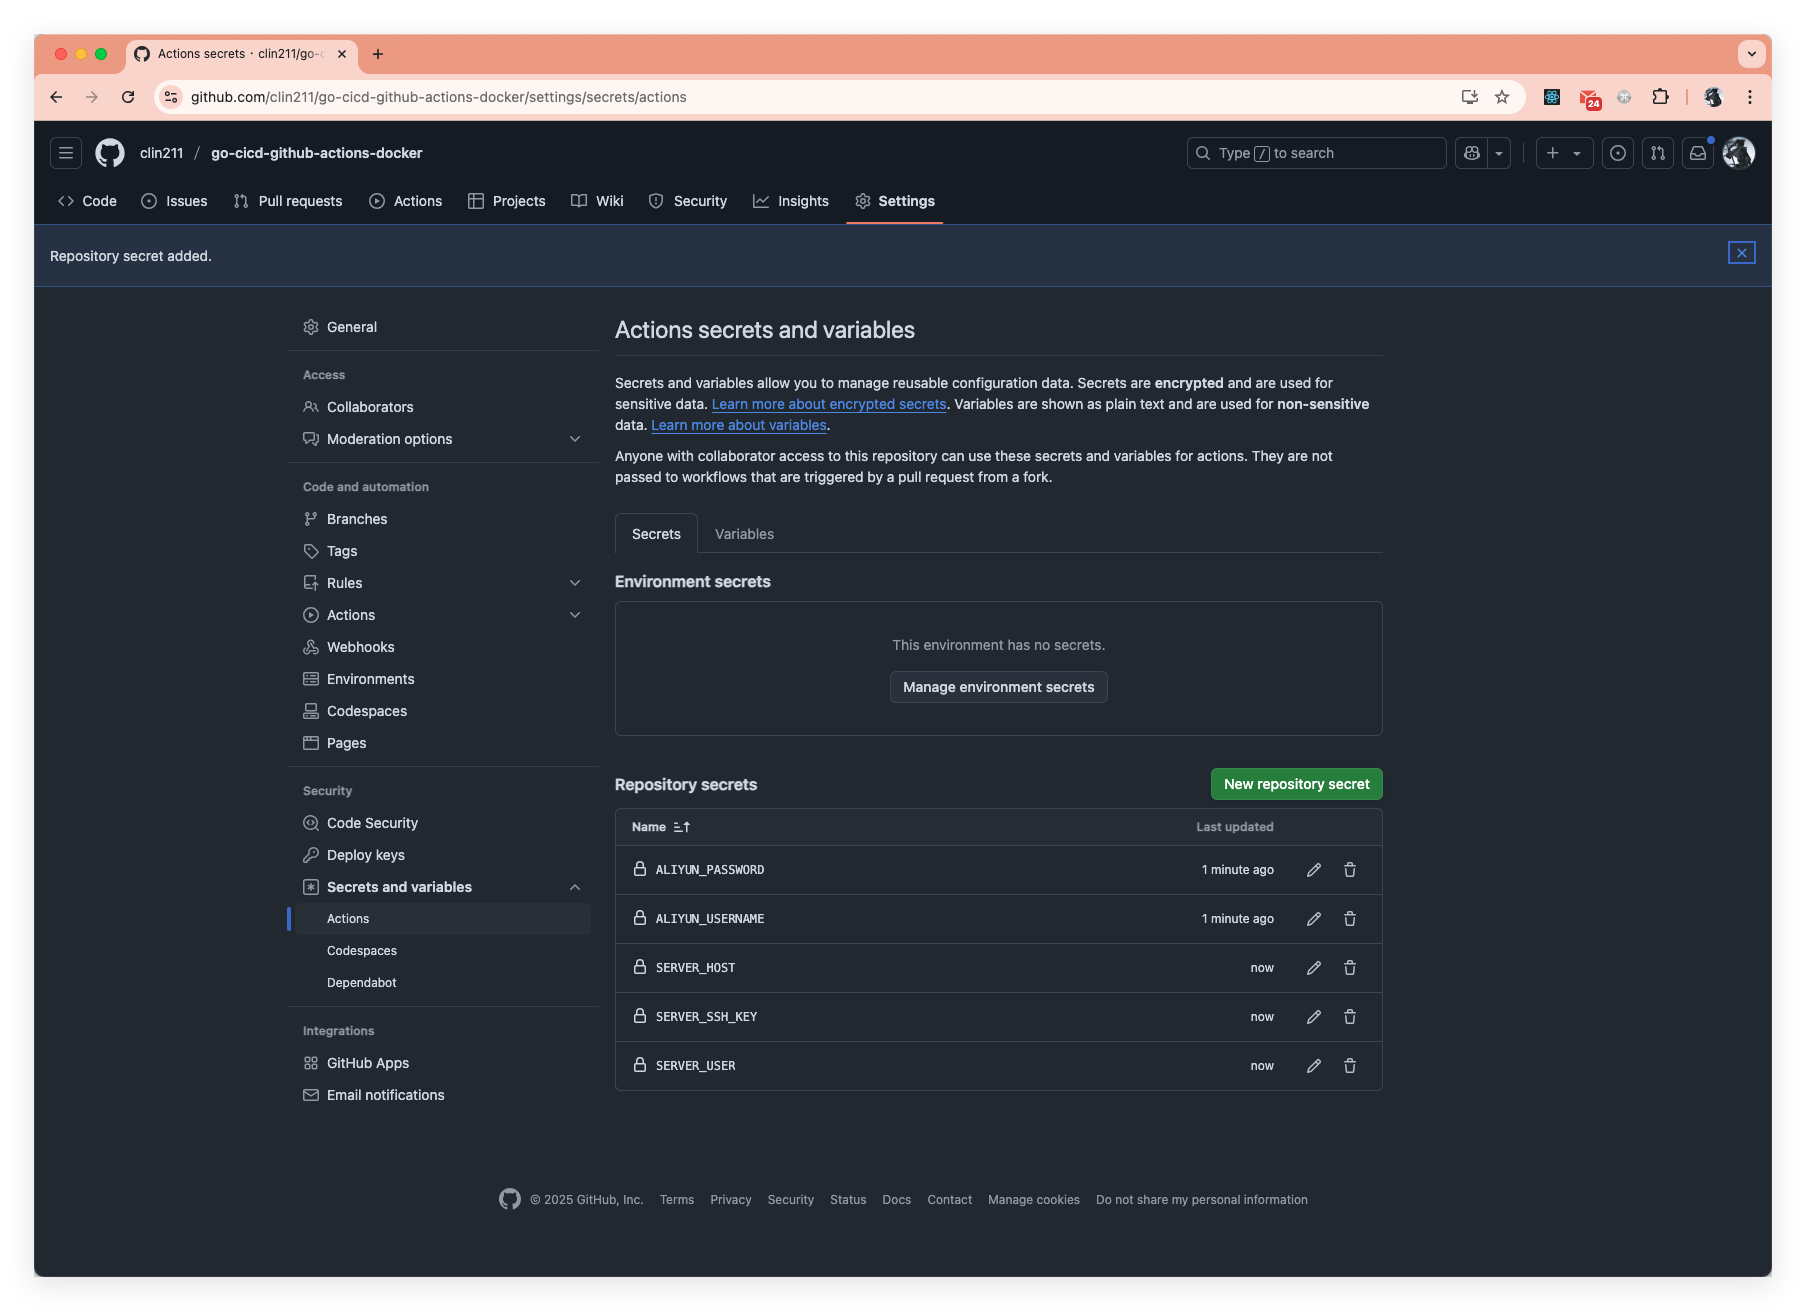 Actions secrets · clin211/go-c
github.com/clin211/go-cicd-github-actions-docker/settings/secrets/actions
24
clin211 / go-cicd-github-actions-docker
Type / to search
Code
Issues
Pull requests
Actions
Projects
Wiki
Security
Insights
Settings
Repository secret added.
General
Access
Collaborators
Moderation options
Code and automation
Branches
Tags
Rules
Actions
Webhooks
Environments
Codespaces
Pages
Security
Code Security
Deploy keys
Secrets and variables
Actions
Codespaces
Dependabot
Integrations
GitHub Apps
Email notifications
Actions secrets and variables
Secrets and variables allow you to manage reusable configuration data. Secrets are encrypted and are used for
sensitive data. Learn more about encrypted secrets. Variables are shown as plain text and are used for non-sensitive
data. Learn more about variables.
Anyone with collaborator access to this repository can use these secrets and variables for actions. They are not
passed to workflows that are triggered by a pull request from a fork.
Secrets
Variables
Environment secrets
This environment has no secrets.
Manage environment secrets
Repository secrets
New repository secret
Name
Last updated
ALIYUN_PASSWORD
1 minute ago
ALIYUN_USERNAME
1 minute ago
SERVER_HOST
now
SERVER_SSH_KEY
now
SERVER_USER
now
© 2025 GitHub, Inc.
Terms
Privacy
Security
Status
Docs
Contact
Manage cookies
Do not share my personal information